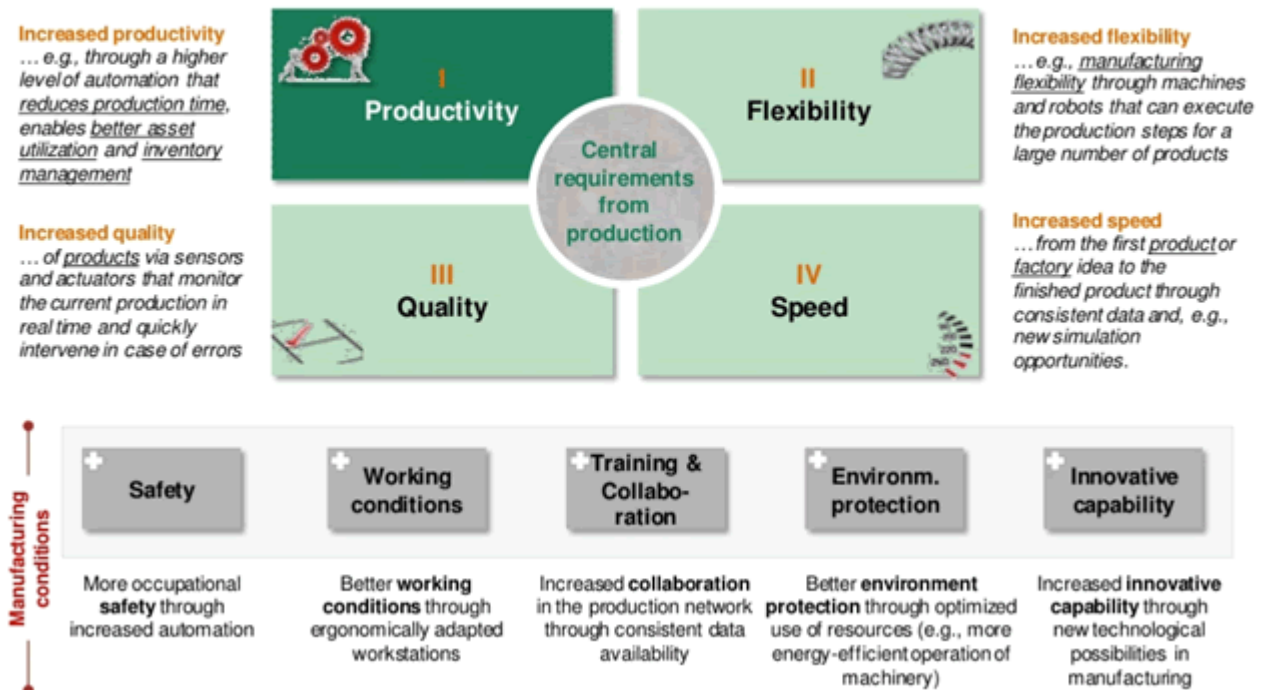 Increased productivity
… e.g., through a higher
level of automation that
reduces production time,
enables better asset
utilization and inventory
management
I
Productivity
II
Flexibility
Increased flexibility
… e.g., manufacturing
flexibility through machines
and robots that can execute
the production steps for a
large number of products
Central
requirements
from
production
Increased quality
… of products via sensors
and actuators that monitor
the current production in
real time and quickly
intervene in case of errors
III
Quality
IV
Speed
Increased speed
…from the first product or
factory idea to the
finished product through
consistent data and, e.g.,
new simulation
opportunities.
Manufacturing
conditions
Safety
Working
conditions
Training &
Collabo-
ration
Environm.
protection
Innovative
capability
More occupational
safety through
increased automation
Better working
conditions through
ergonomically adapted
workstations
Increased collaboration
in the production network
through consistent data
availability
Better environment
protection through optimized
use of resources (e.g., more
energy-efficient operation of
machinery)
Increased innovative
capability through
new technological
possibilities in
manufacturing